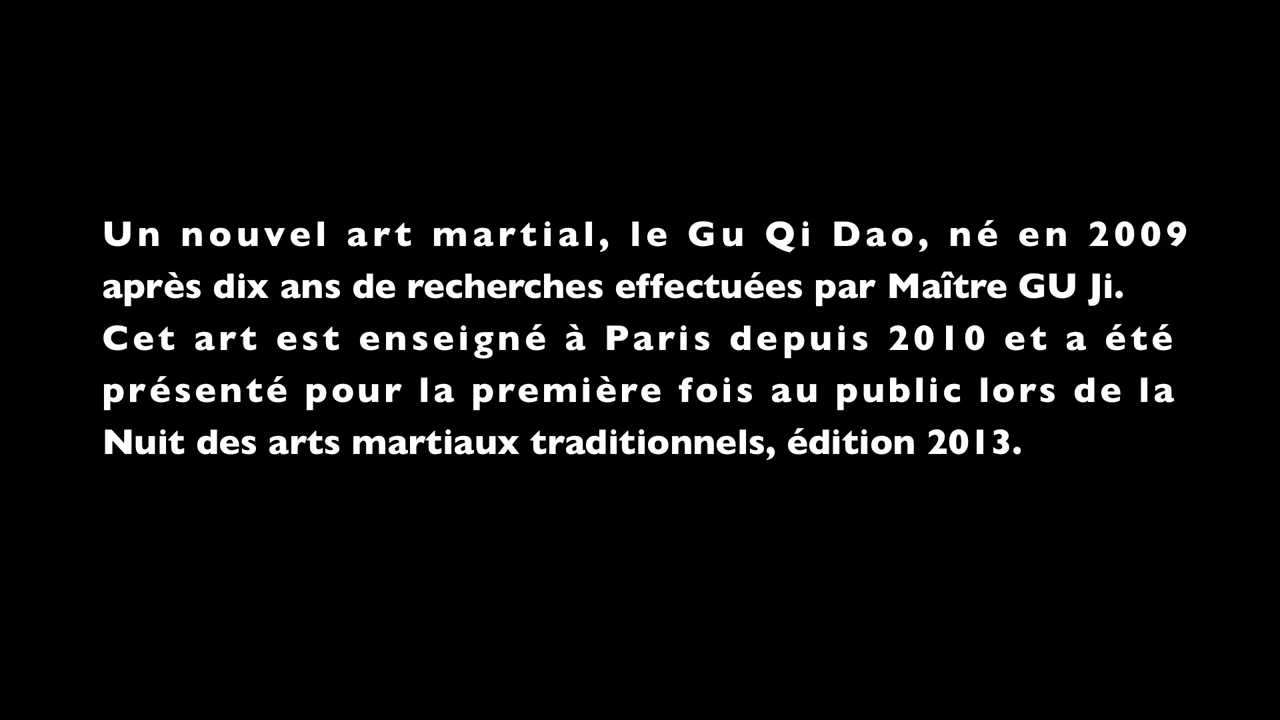 Un nouvel art martial, le Gu Qi Dao, né en 2009
après dix ans de recherches effectuées par Maître GU Ji.
Cet art est enseigné à Paris depuis 2010 et a été
présenté pour la première fois au public lors de la
Nuit des arts martiaux traditionnels, édition 2013.